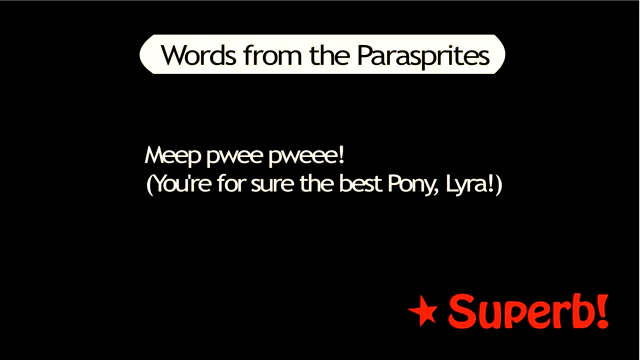 Words from the Parasprites
Meep pwee pweee!
(You're for sure the best Pony, Lyra!)
★ Superb!